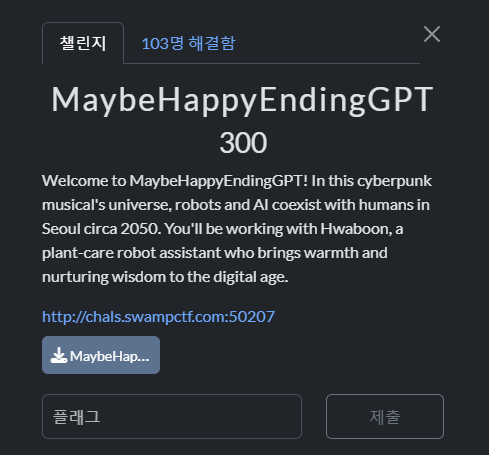 챌린지 103명 해결함
MaybeHappyEndingGPT
300
Welcome to MaybeHappyEndingGPT! In this cyberpunk
musical's universe, robots and AI coexist with humans in
Seoul circa 2050. You'll be working with Hwaboon, a
plant-care robot assistant who brings warmth and
nurturing wisdom to the digital age.
http://chals.swampctf.com:50207
MaybeHap...
플래그 제출